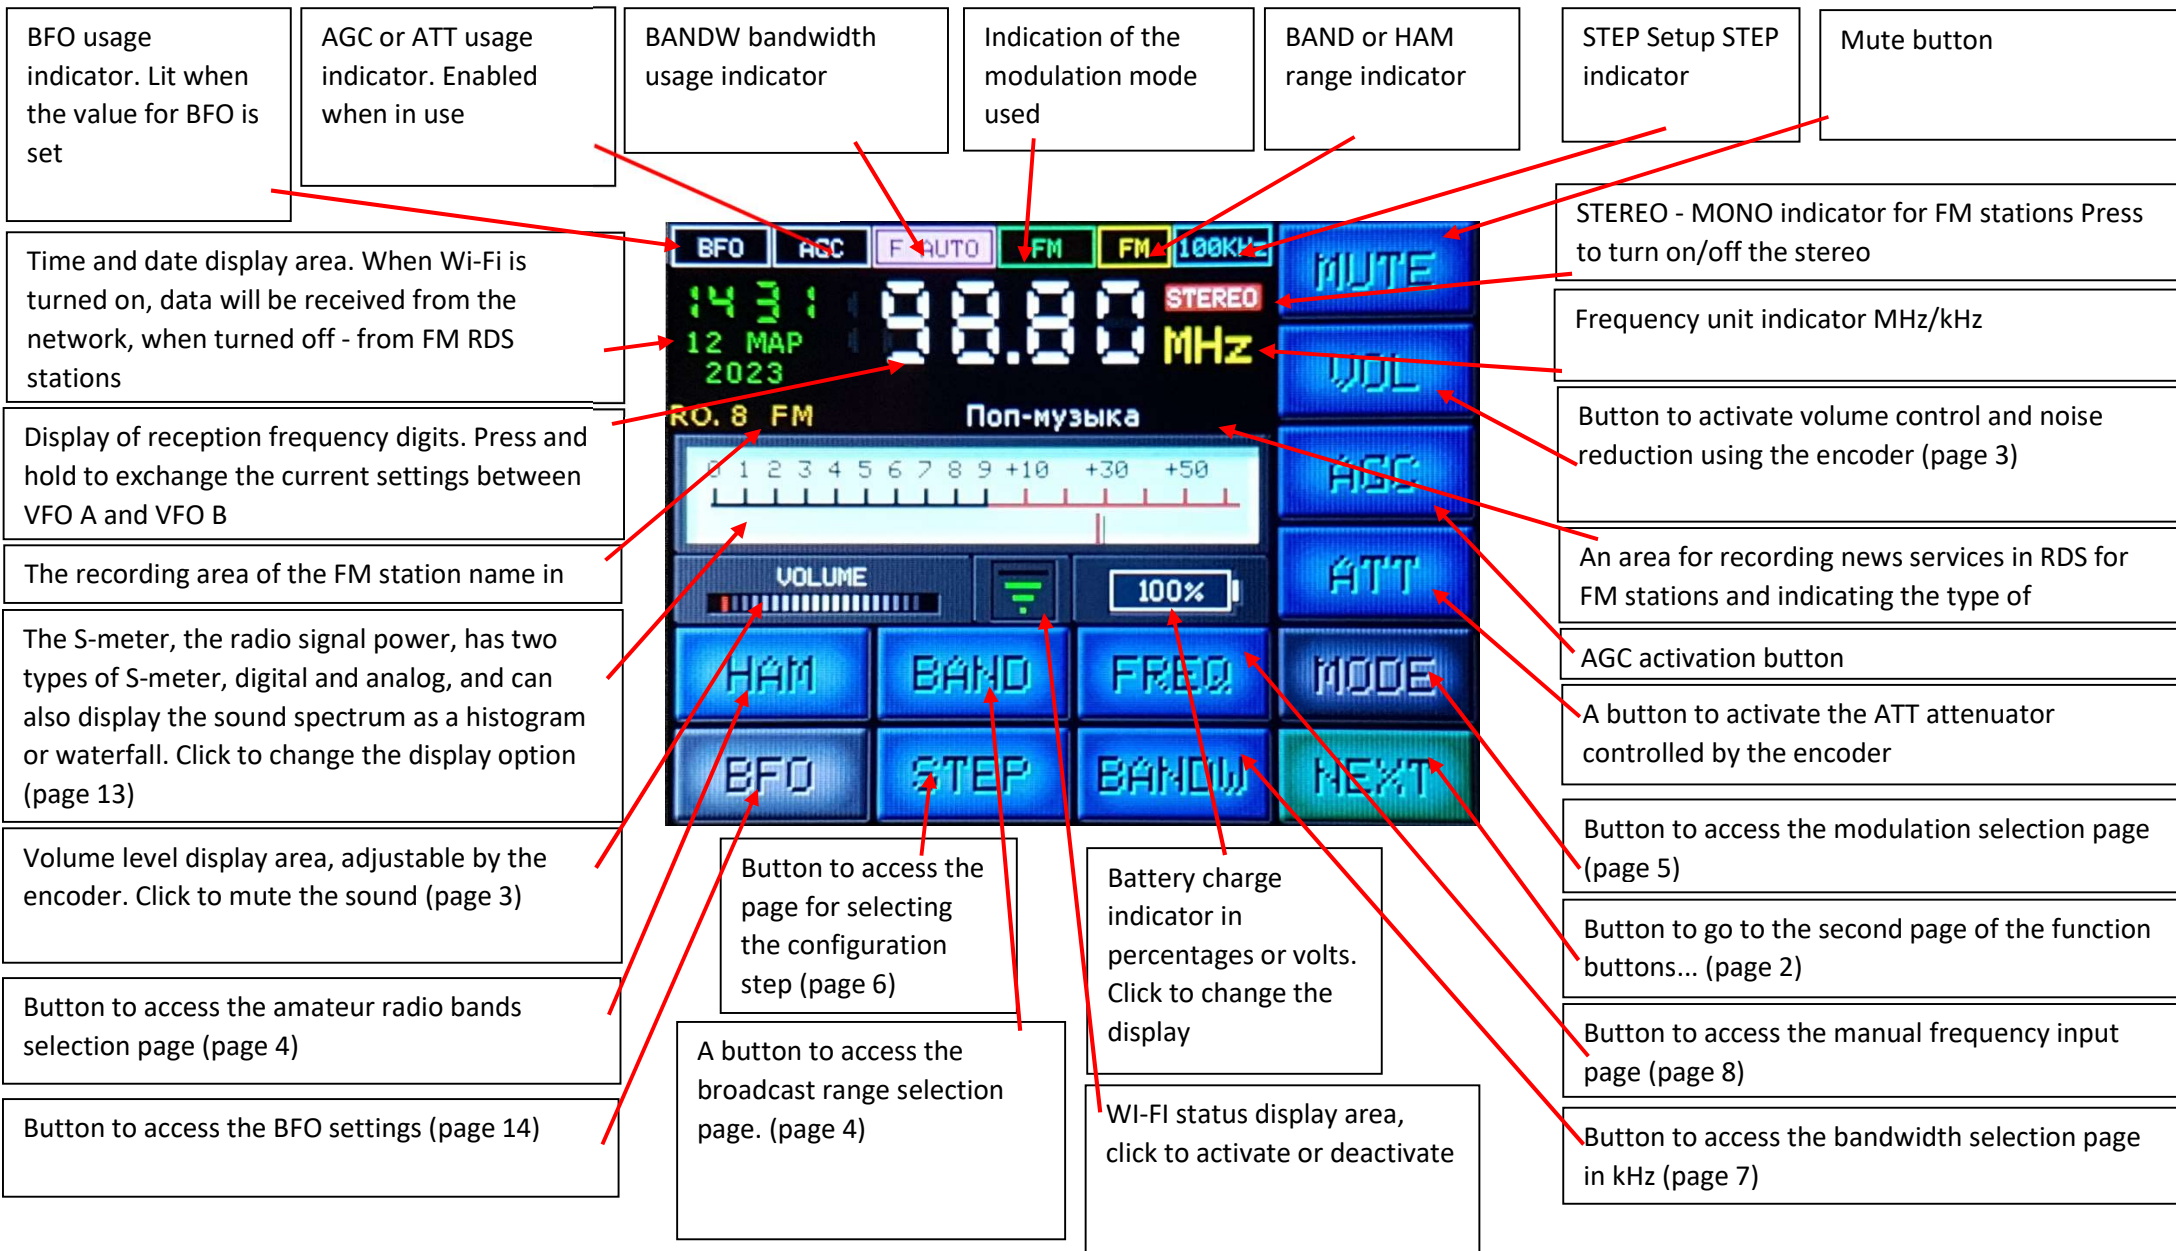 BFO usage
indicator. Lit when
the value for BFO is
set
AGC or ATT usage
indicator. Enabled
when in use
BANDW bandwidth
usage indicator
Indication of the
modulation mode
used
BAND or HAM
range indicator
STEP Setup STEP
indicator
Mute button
Time and date display area. When Wi-Fi is
turned on, data will be received from the
network, when turned off - from FM RDS
stations
Display of reception frequency digits. Press and
hold to exchange the current settings between
VFO A and VFO B
The recording area of the FM station name in
The S-meter, the radio signal power, has two
types of S-meter, digital and analog, and can
also display the sound spectrum as a histogram
or waterfall. Click to change the display option
(page 13)
Volume level display area, adjustable by the
encoder. Click to mute the sound (page 3)
Button to access the amateur radio bands
selection page (page 4)
Button to access the BFO settings (page 14)
BFO AGC F AUTO FM FM 100KHz
MUTE
14 31 98.80 STEREO
12 МАР MHz
2023
VOL
RO. 8 FM Поп-музыка
0 1 2 3 4 5 6 7 8 9 +10 +30 +50
AGC
VOLUME 100%
ATT
HAM BAND FREQ MODE
BFO STEP BANDW NEXT
Button to access the
page for selecting
the configuration
step (page 6)
A button to access the
broadcast range selection
page. (page 4)
Battery charge
indicator in
percentages or volts.
Click to change the
display
WI-FI status display area,
click to activate or deactivate
STEREO - MONO indicator for FM stations Press
to turn on/off the stereo
Frequency unit indicator MHz/kHz
Button to activate volume control and noise
reduction using the encoder (page 3)
An area for recording news services in RDS for
FM stations and indicating the type of
AGC activation button
A button to activate the ATT attenuator
controlled by the encoder
Button to access the modulation selection page
(page 5)
Button to go to the second page of the function
buttons... (page 2)
Button to access the manual frequency input
page (page 8)
Button to access the bandwidth selection page
in kHz (page 7)